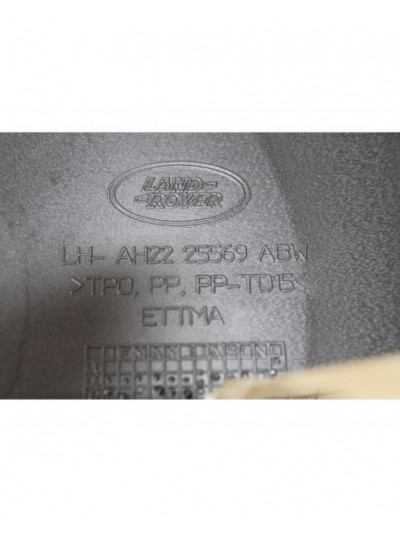 LAND-
-ROVER
LH- AH22 25569 ABW
>TPO, PP, PP-TD15<
ETTMA